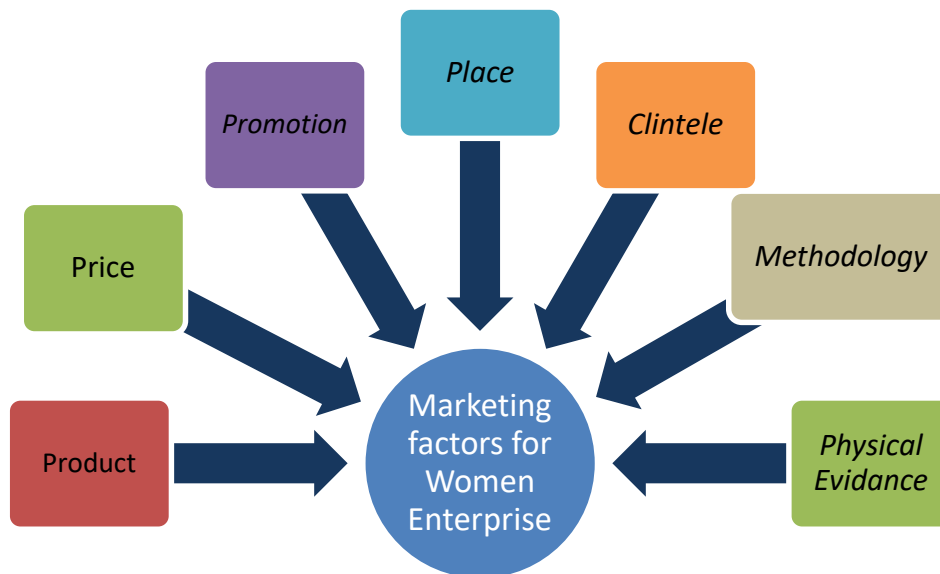 Place
Promotion
Clintele
Price
Methodology
Product
Marketing
factors for
Women
Enterprise
Physical
Evidance